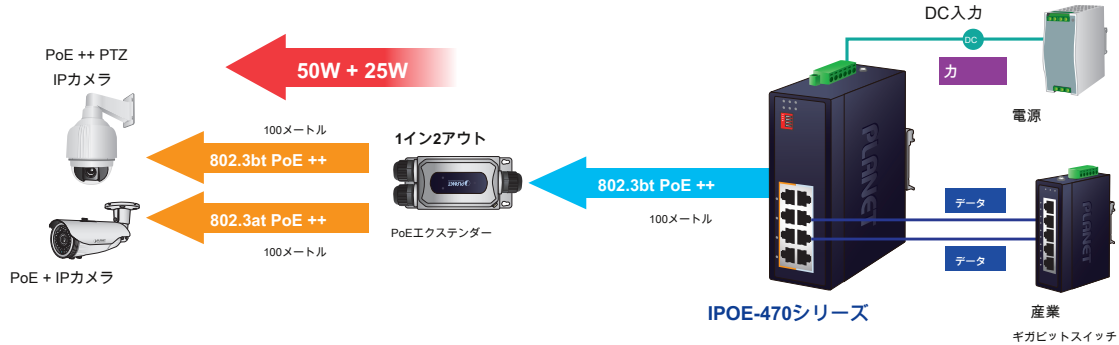 PoE ++ PTZ
IPカメラ
50W + 25W
100メートル
802.3bt PoE ++
802.3at PoE ++
100メートル
PoE + IPカメラ
1イン2アウト
PLANET
PoEエクステンダー
802.3bt PoE ++
100メートル
PLANET
IPOE-470シリーズ
DC入力
DC
力
電源
データ
データ
PLANET
産業
ギガビットスイッチ